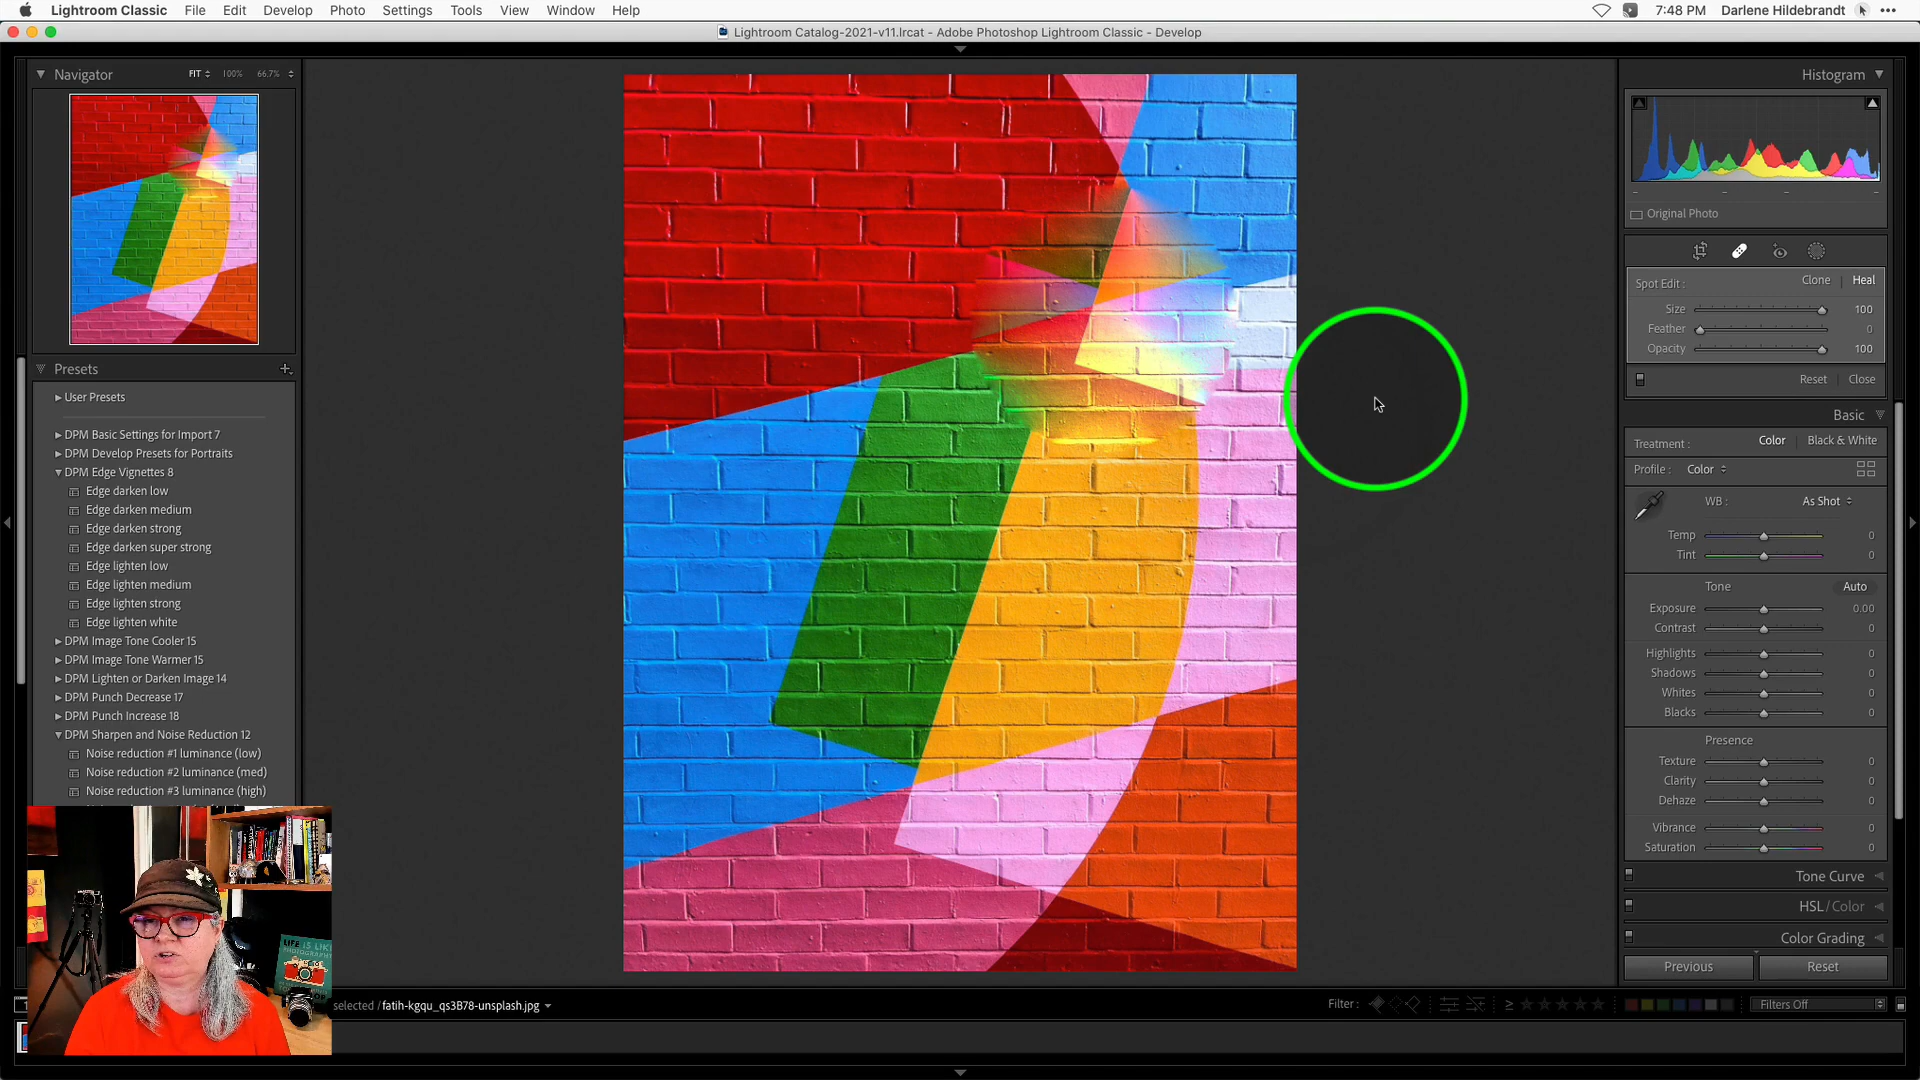 Lightroom Classic File Edit Develop Photo Settings Tools View Window Help 7:48 PM Darlene Hildebrandt
Lightroom Catalog-2021-v11.lrcat - Adobe Photoshop Lightroom Classic - Develop
Navigator FIT 100% 66.7%
Presets
User Presets
DPM Basic Settings for Import 7
DPM Develop Presets for Portraits
DPM Edge Vignettes 8
Edge darken low
Edge darken medium
Edge darken strong
Edge darken super strong
Edge lighten low
Edge lighten medium
Edge lighten strong
Edge lighten white
DPM Image Tone Cooler 15
DPM Image Tone Warmer 15
DPM Lighten or Darken Image 14
DPM Punch Decrease 17
DPM Punch Increase 18
DPM Sharpen and Noise Reduction 12
Noise reduction #1 luminance (low)
Noise reduction #2 luminance (med)
Noise reduction #3 luminance (high)
LIFE IS LIKE
PHOTOGRAPHY
Histogram
Original Photo
Spot Edit : Clone Heal
Size 100
Feather 0
Opacity 100
Reset Close
Basic
Treatment : Color Black & White
Profile : Color
WB : As Shot
Temp 0
Tint 0
Tone Auto
Exposure 0.00
Contrast 0
Highlights 0
Shadows 0
Whites 0
Blacks 0
Presence
Texture 0
Clarity 0
Dehaze 0
Vibrance 0
Saturation 0
Tone Curve
HSL / Color
Color Grading
Previous Reset
selected / fatih-kgqu_qs3B78-unsplash.jpg Filter : ≥ Filters Off